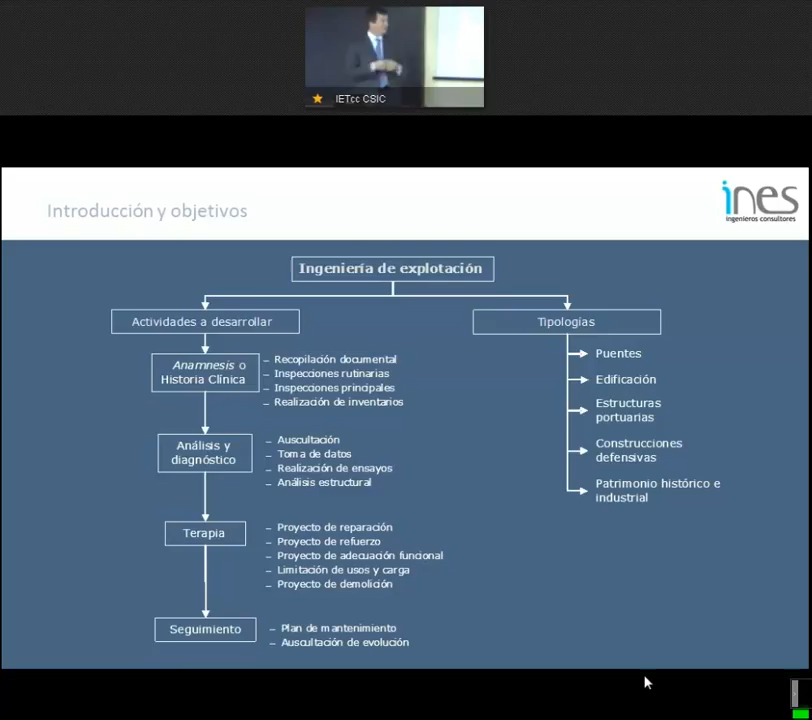 IETcc CSIC
Introducción y objetivos
ines
ingenieros consultores
Ingeniería de explotación
Actividades a desarrollar
Anamnesis o
Historia Clínica
– Recopilación documental
– Inspecciones rutinarias
– Inspecciones principales
– Realización de inventarios
Análisis y
diagnóstico
– Auscultación
– Toma de datos
– Realización de ensayos
– Análisis estructural
Terapia
– Proyecto de reparación
– Proyecto de refuerzo
– Proyecto de adecuación funcional
– Limitación de usos y carga
– Proyecto de demolición
Seguimiento
– Plan de mantenimiento
– Auscultación de evolución
Tipologías
Puentes
Edificación
Estructuras
portuarias
Construcciones
defensivas
Patrimonio histórico e
industrial